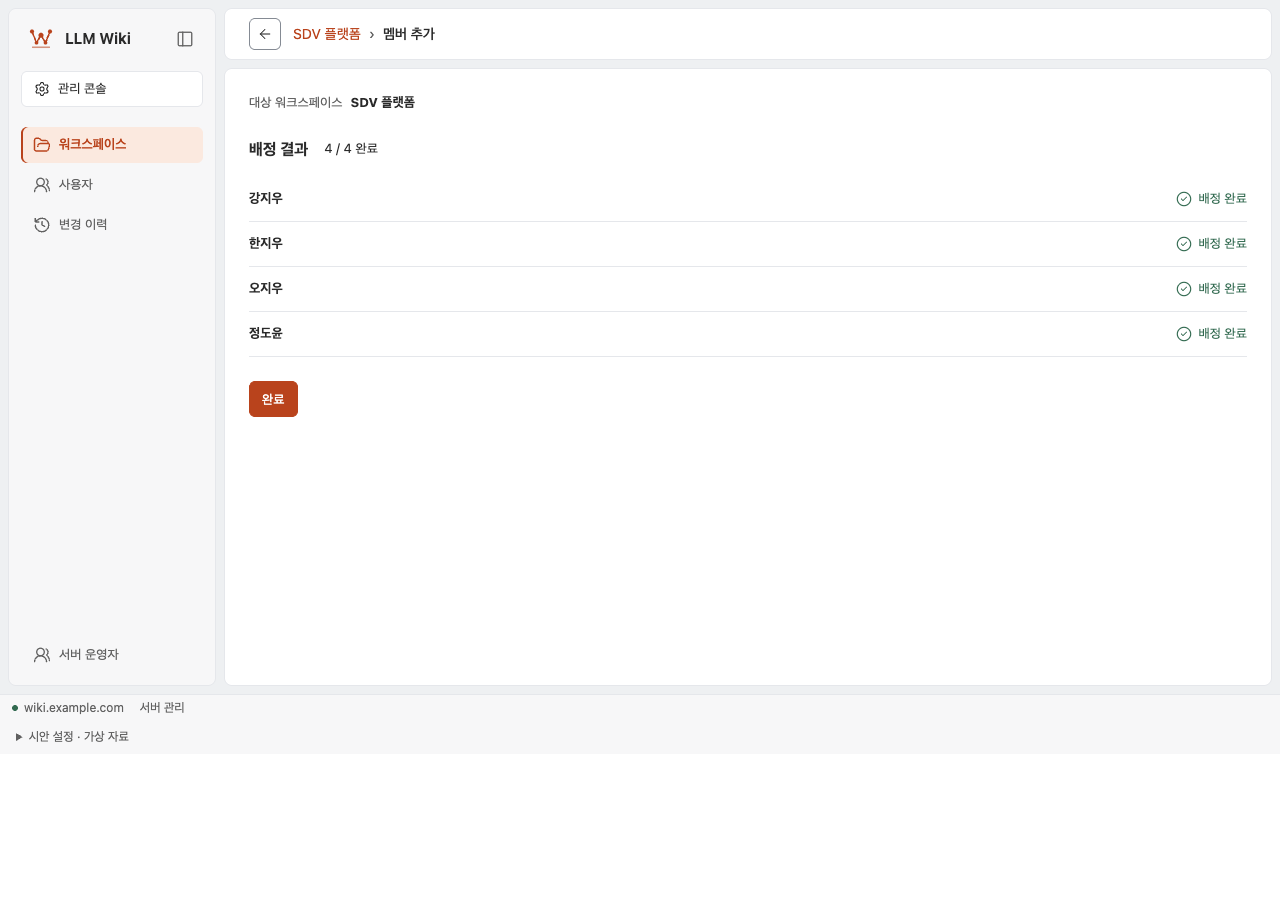 LLM Wiki
관리 콘솔
워크스페이스
사용자
변경 이력
서버 운영자
SDV 플랫폼 › 멤버 추가
대상 워크스페이스 SDV 플랫폼
배정 결과 4 / 4 완료
강지우 배정 완료
한지우 배정 완료
오지우 배정 완료
정도윤 배정 완료
완료
wiki.example.com 서버 관리
시안 설정 · 가상 자료